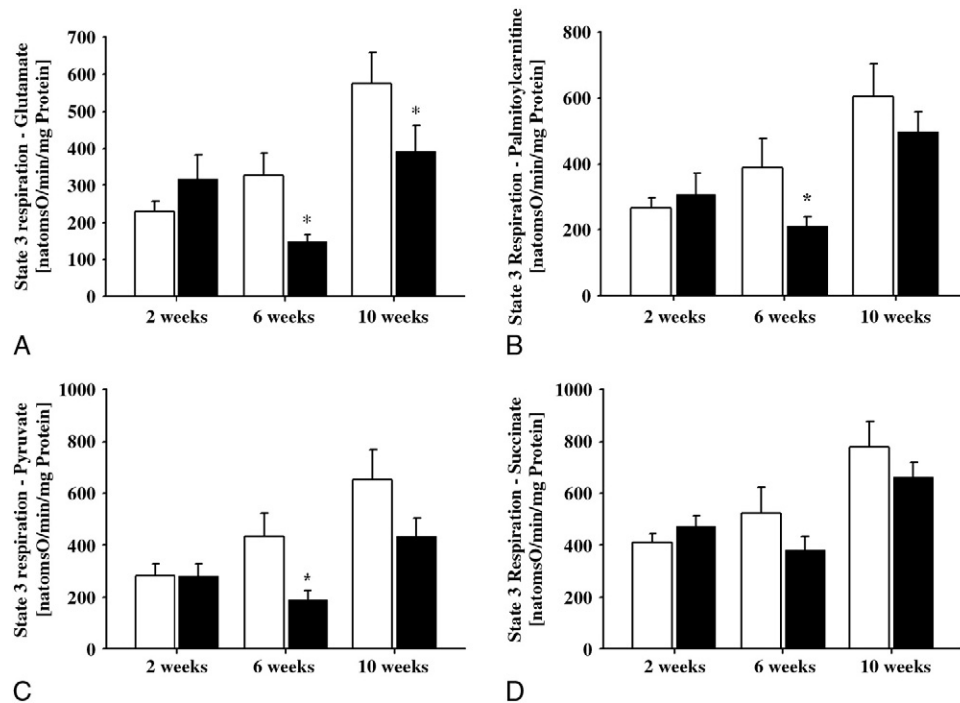 State 3 respiration - Glutamate
[natomsO/min/mg Protein]
700
600
500
400
300
200
100
0
*
*
2 weeks 6 weeks 10 weeks
A
State 3 Respiration - Palmitoylcarnitine
[natomsO/min/mg Protein]
800
600
400
200
0
*
2 weeks 6 weeks 10 weeks
B
State 3 respiration - Pyruvate
[natomsO/min/mg Protein]
1000
800
600
400
200
0
*
2 weeks 6 weeks 10 weeks
C
State 3 Respiration - Succinate
[natomsO/min/mg Protein]
1000
800
600
400
200
0
2 weeks 6 weeks 10 weeks
D